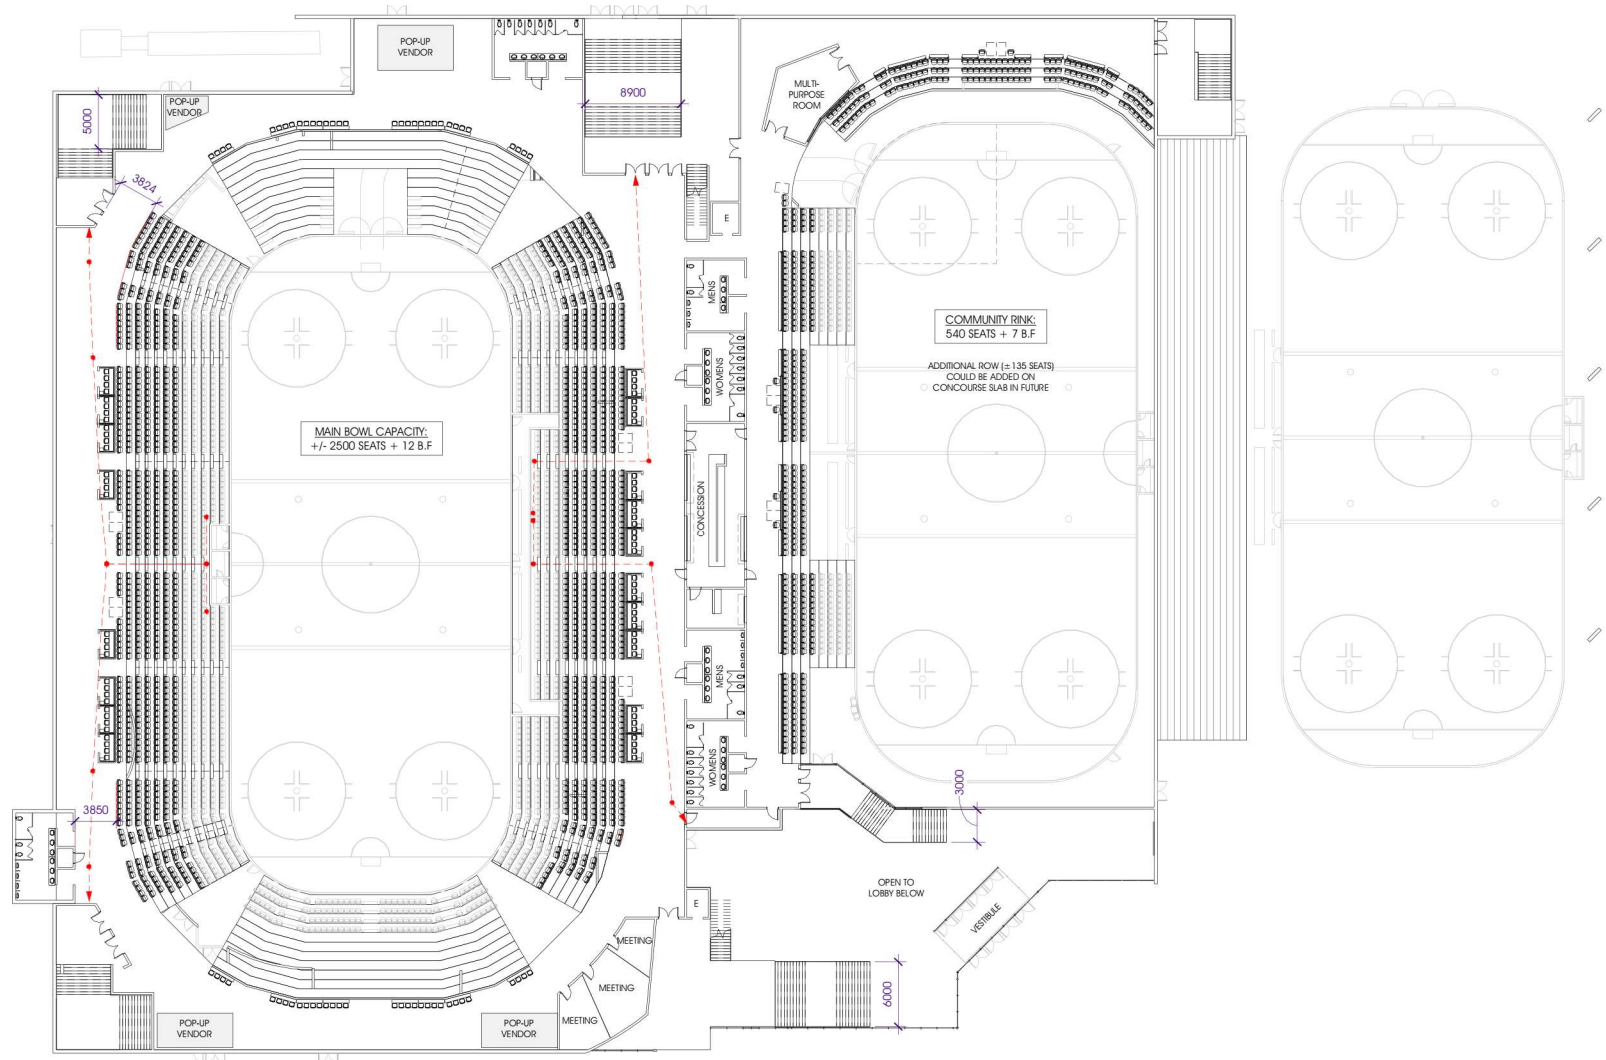 POP-UP
VENDOR
POP-UP
VENDOR
5000
3824
8900
MULTI-
PURPOSE
ROOM
E
MENS
WOMENS
COMMUNITY RINK:
540 SEATS + 7 B.F
ADDITIONAL ROW (±135 SEATS)
COULD BE ADDED ON
CONCOURSE SLAB IN FUTURE
MAIN BOWL CAPACITY:
+/- 2500 SEATS + 12 B.F
CONCESSION
MENS
WOMENS
3850
3000
OPEN TO
LOBBY BELOW
VESTIBULE
E
MEETING
MEETING
MEETING
6000
POP-UP
VENDOR
POP-UP
VENDOR